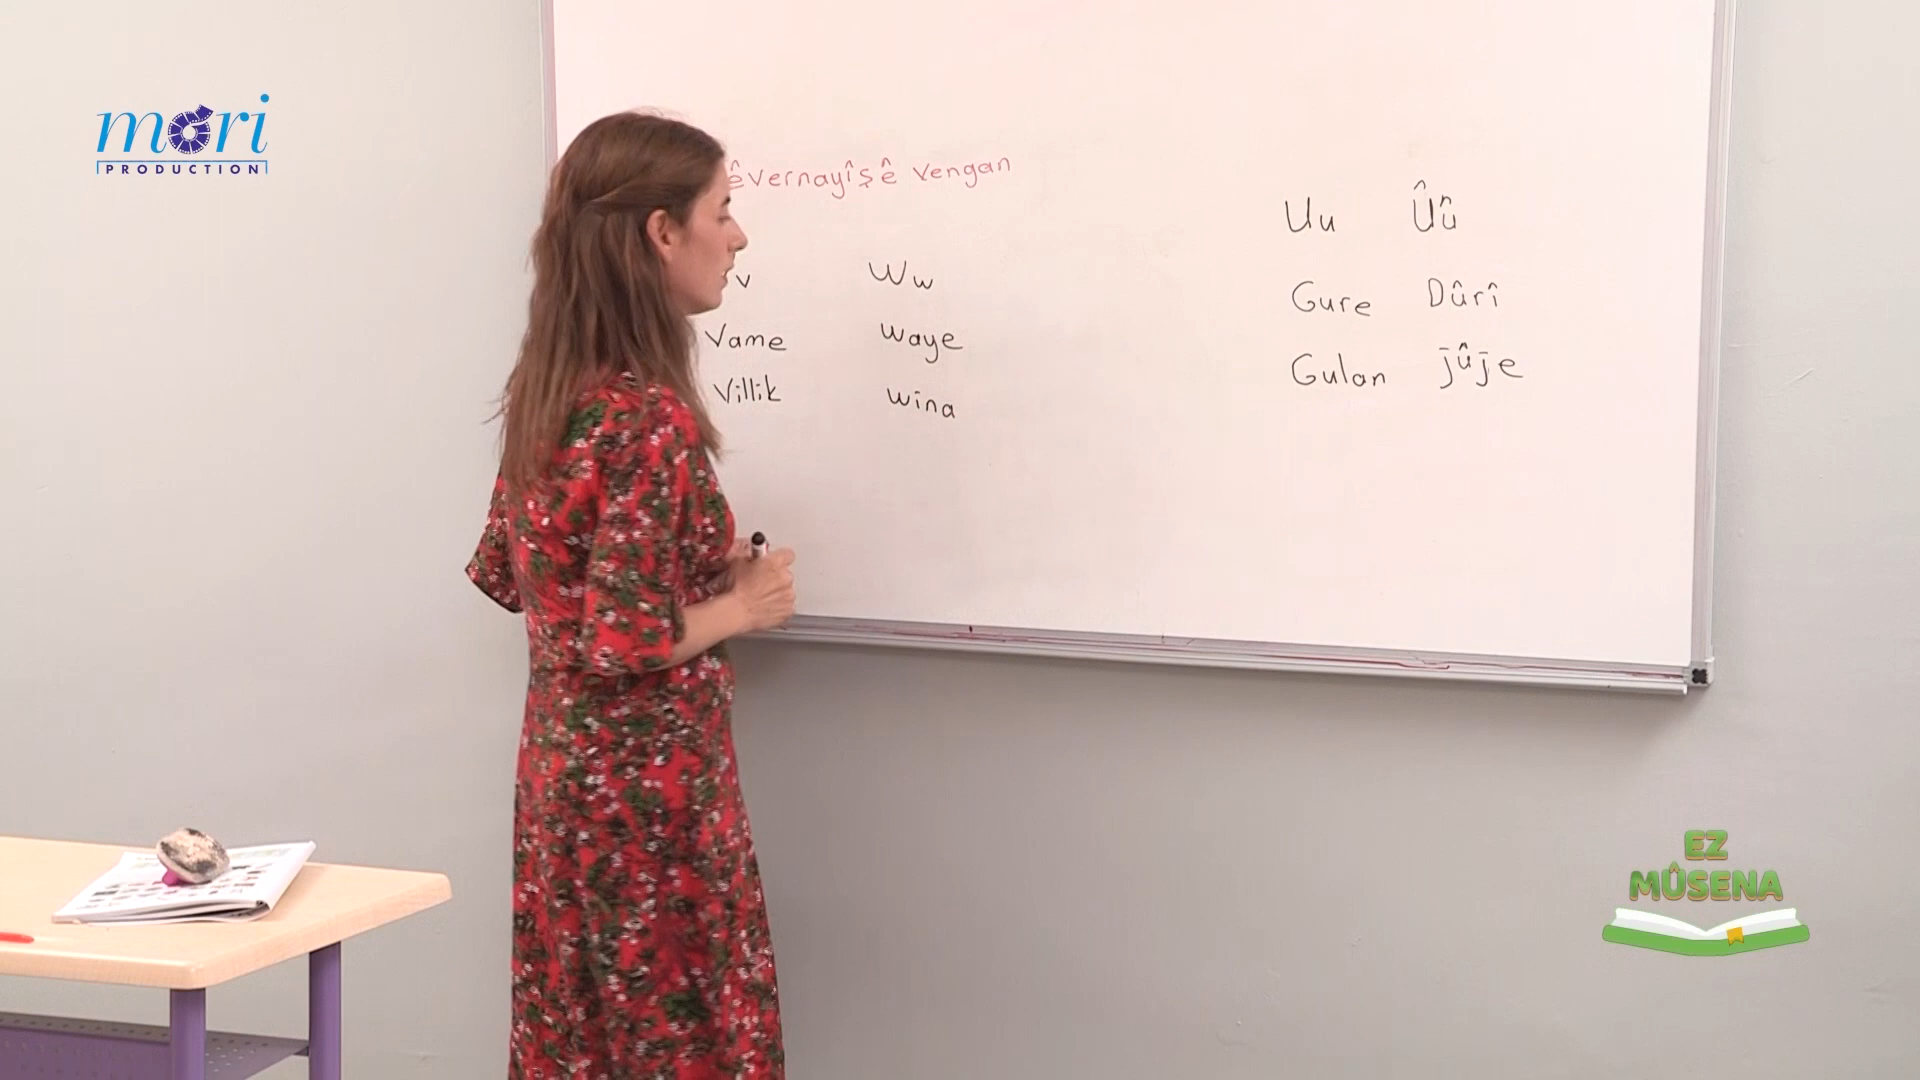 mori
PRODUCTION
êvernayîşê vengan
v Ww
Vame waye
Villik wina
Uu Ûû
Gure Dûrî
Gulan jûje
EZ
MÛSENA